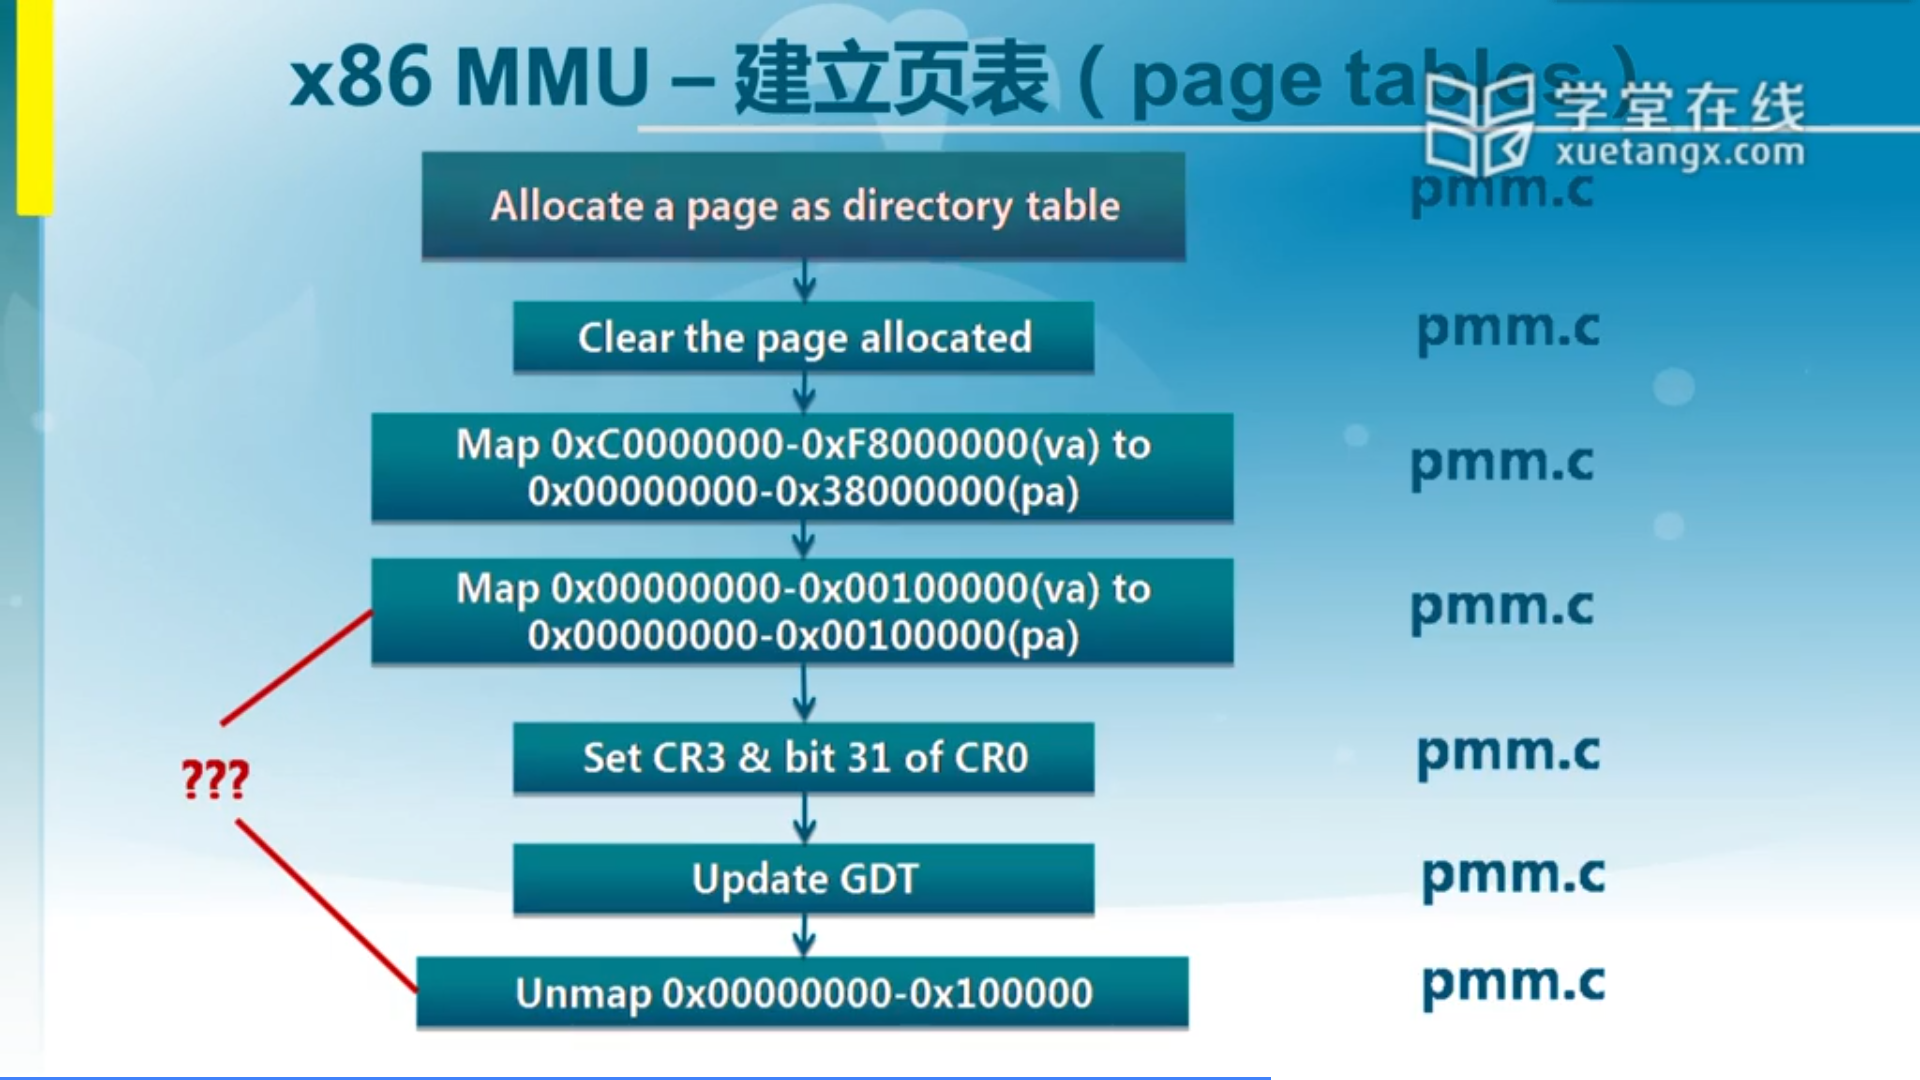 x86 MMU – 建立页表（page tables）
学堂在线
xuetangx.com
Allocate a page as directory table
pmm.c
Clear the page allocated
pmm.c
Map 0xC0000000-0xF8000000(va) to
0x00000000-0x38000000(pa)
pmm.c
Map 0x00000000-0x00100000(va) to
0x00000000-0x00100000(pa)
pmm.c
???
Set CR3 & bit 31 of CR0
pmm.c
Update GDT
pmm.c
Unmap 0x00000000-0x100000
pmm.c